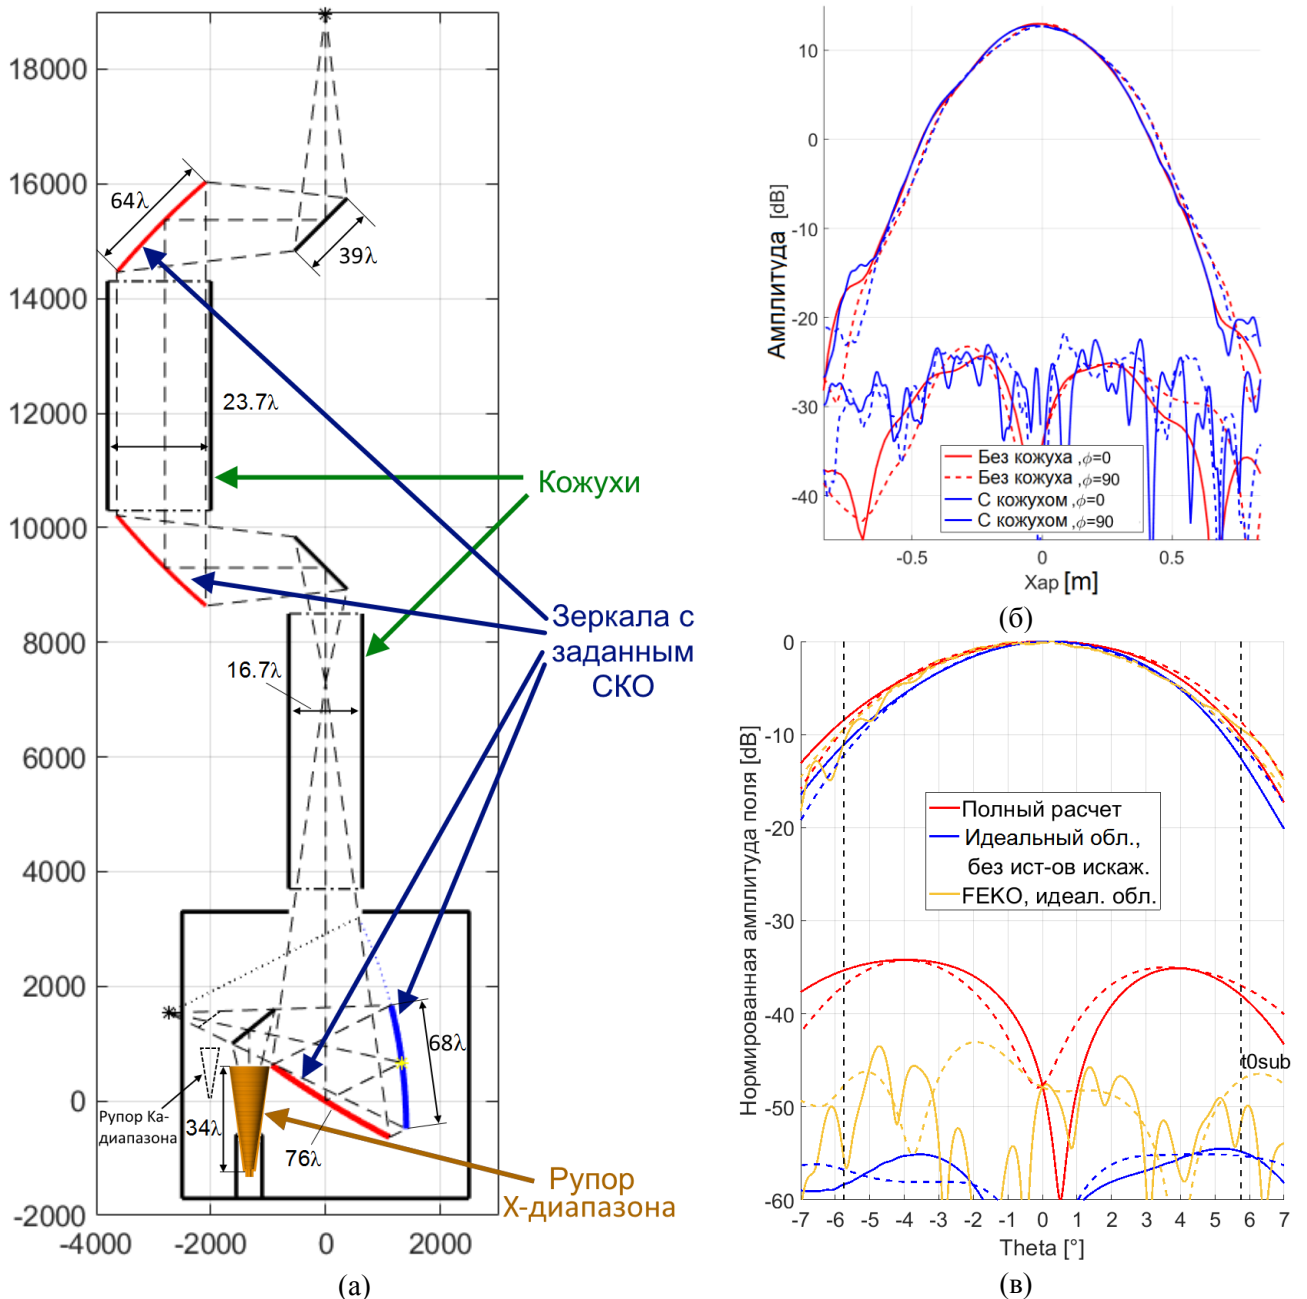 18000
16000
14000
12000
10000
8000
6000
4000
2000
0
-2000
-4000
-2000
0
2000
64λ
39λ
23.7λ
Кожухи
Зеркала с
заданным
СКО
16.7λ
68λ
Рупор Ka-
диапазона
34λ
76λ
Рупор
X-диапазона
(а)
10
0
-10
-20
-30
-40
Амплитуда [dB]
Без кожуха ,ϕ=0
Без кожуха ,ϕ=90
С кожухом ,ϕ=0
С кожухом ,ϕ=90
-0.5
0
0.5
Xap [m]
(б)
0
-10
-20
-30
-40
-50
-60
Нормированная амплитуда поля [dB]
Полный расчет
Идеальный обл.,
без ист-ов искаж.
FEKO, идеал. обл.
t0sub
-7 -6 -5 -4 -3 -2 -1 0 1 2 3 4 5 6 7
Theta [°]
(в)